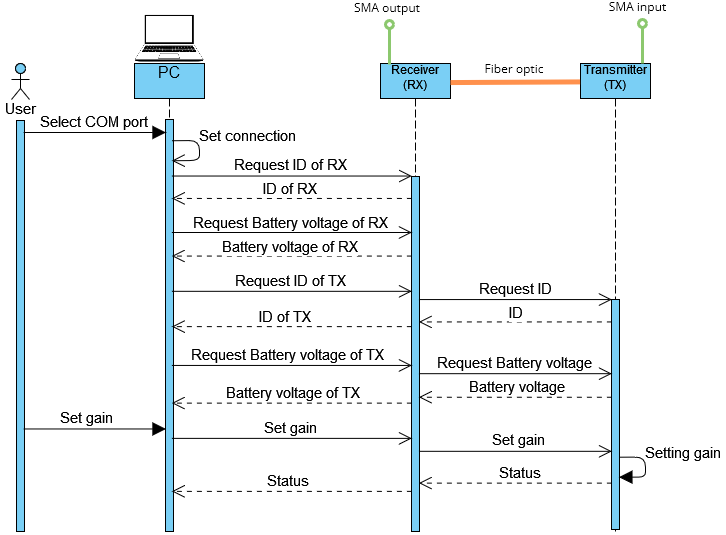 SMA output
SMA input
PC
Receiver
(RX)
Fiber optic
Transmitter
(TX)
User
Select COM port
Set connection
Request ID of RX
ID of RX
Request Battery voltage of RX
Battery voltage of RX
Request ID of TX
Request ID
ID of TX
ID
Request Battery voltage of TX
Request Battery voltage
Battery voltage of TX
Battery voltage
Set gain
Set gain
Set gain
Setting gain
Status
Status